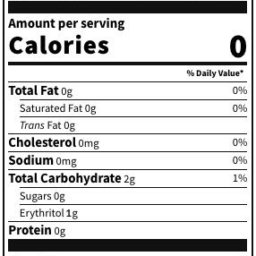 Amount per serving
Calories 0
% Daily Value*
Total Fat 0g 0%
Saturated Fat 0g 0%
Trans Fat 0g
Cholesterol 0mg 0%
Sodium 0mg 0%
Total Carbohydrate 2g 1%
Sugars 0g
Erythritol 1g
Protein 0g